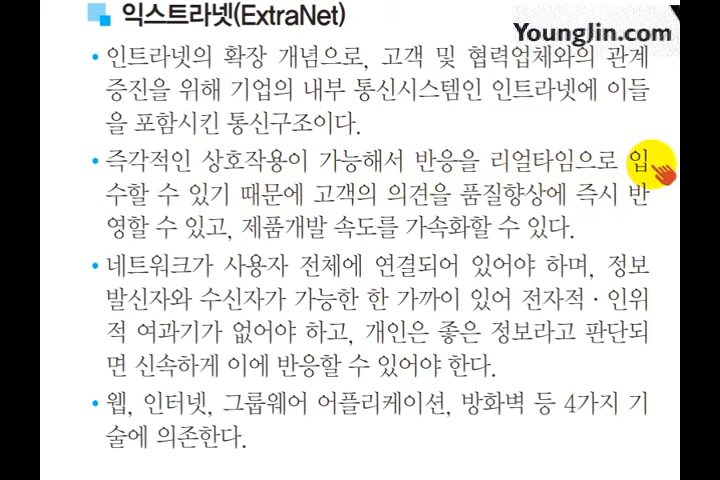 익스트라넷(ExtraNet)
YoungJin.com
• 인트라넷의 확장 개념으로, 고객 및 협력업체와의 관계
증진을 위해 기업의 내부 통신시스템인 인트라넷에 이들
을 포함시킨 통신구조이다.
• 즉각적인 상호작용이 가능해서 반응을 리얼타임으로 입
수할 수 있기 때문에 고객의 의견을 품질향상에 즉시 반
영할 수 있고, 제품개발 속도를 가속화할 수 있다.
• 네트워크가 사용자 전체에 연결되어 있어야 하며, 정보
발신자와 수신자가 가능한 한 가까이 있어 전자적·인위
적 여과기가 없어야 하고, 개인은 좋은 정보라고 판단되
면 신속하게 이에 반응할 수 있어야 한다.
• 웹, 인터넷, 그룹웨어 어플리케이션, 방화벽 등 4가지 기
술에 의존한다.